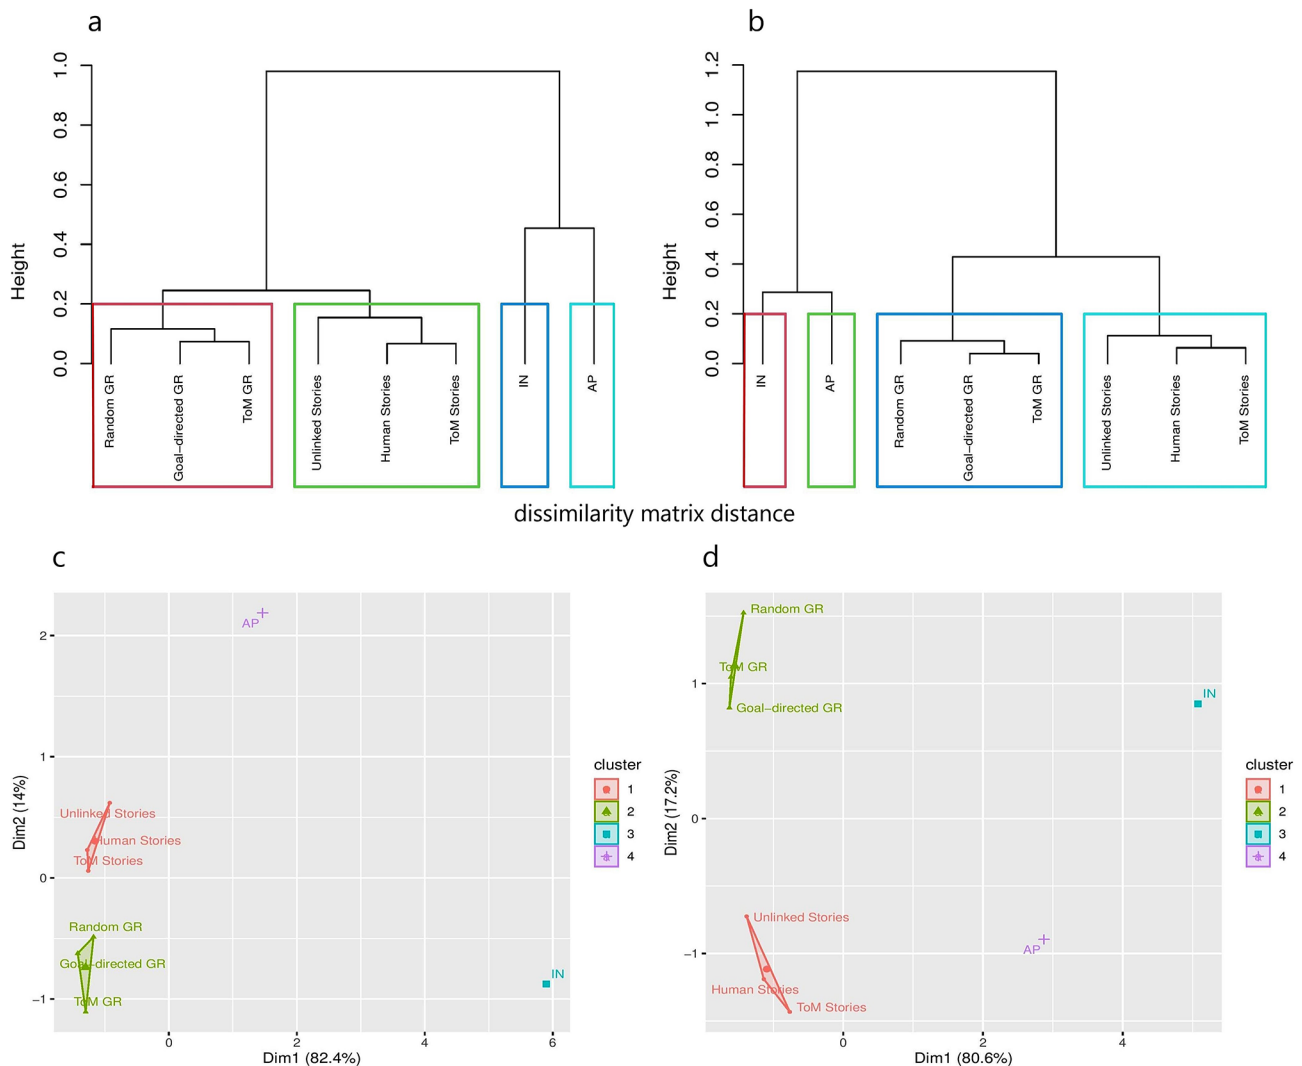 a
1.0
0.8
0.6
0.4
0.2
0.0
Height
Random GR
Goal–directed GR
ToM GR
Unlinked Stories
Human Stories
ToM Stories
IN
AP
b
1.2
1.0
0.8
0.6
0.4
0.2
0.0
Height
IN
AP
Random GR
Goal–directed GR
ToM GR
Unlinked Stories
Human Stories
ToM Stories
dissimilarity matrix distance
c
AP
Unlinked Stories
Human Stories
ToM Stories
Random GR
Goal–directed GR
ToM GR
IN
2
1
0
−1
Dim2 (14%)
0 2 4 6
Dim1 (82.4%)
cluster
1
2
3
4
d
Random GR
ToM GR
Goal–directed GR
IN
Unlinked Stories
AP
Human Stories
ToM Stories
1
0
−1
Dim2 (17.2%)
0 2 4
Dim1 (80.6%)
cluster
1
2
3
4